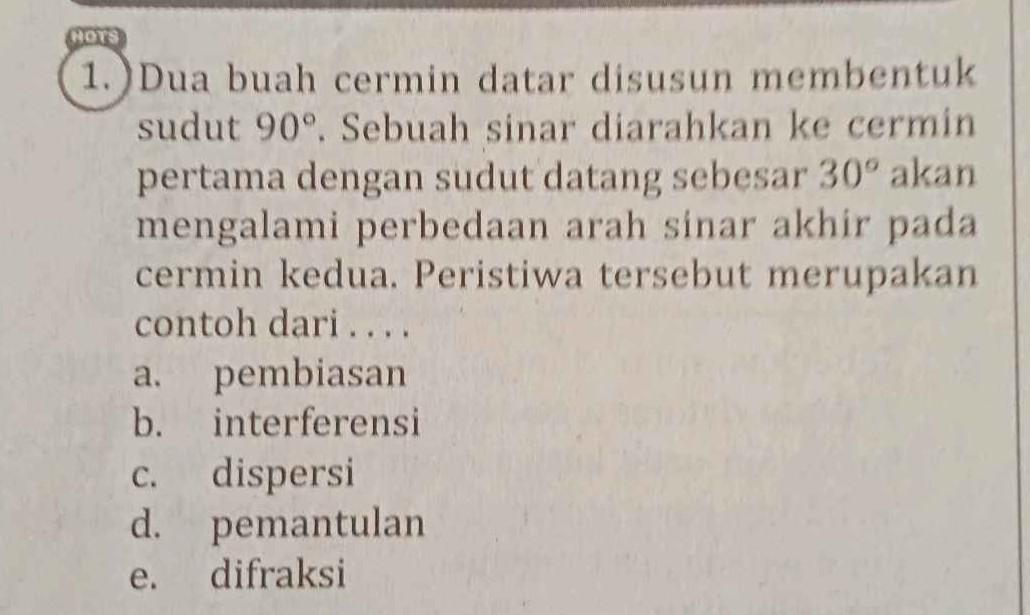 HOTS
1. Dua buah cermin datar disusun membentuk
sudut 90°. Sebuah sinar diarahkan ke cermin
pertama dengan sudut datang sebesar 30° akan
mengalami perbedaan arah sinar akhir pada
cermin kedua. Peristiwa tersebut merupakan
contoh dari . . . .
a. pembiasan
b. interferensi
c. dispersi
d. pemantulan
e. difraksi